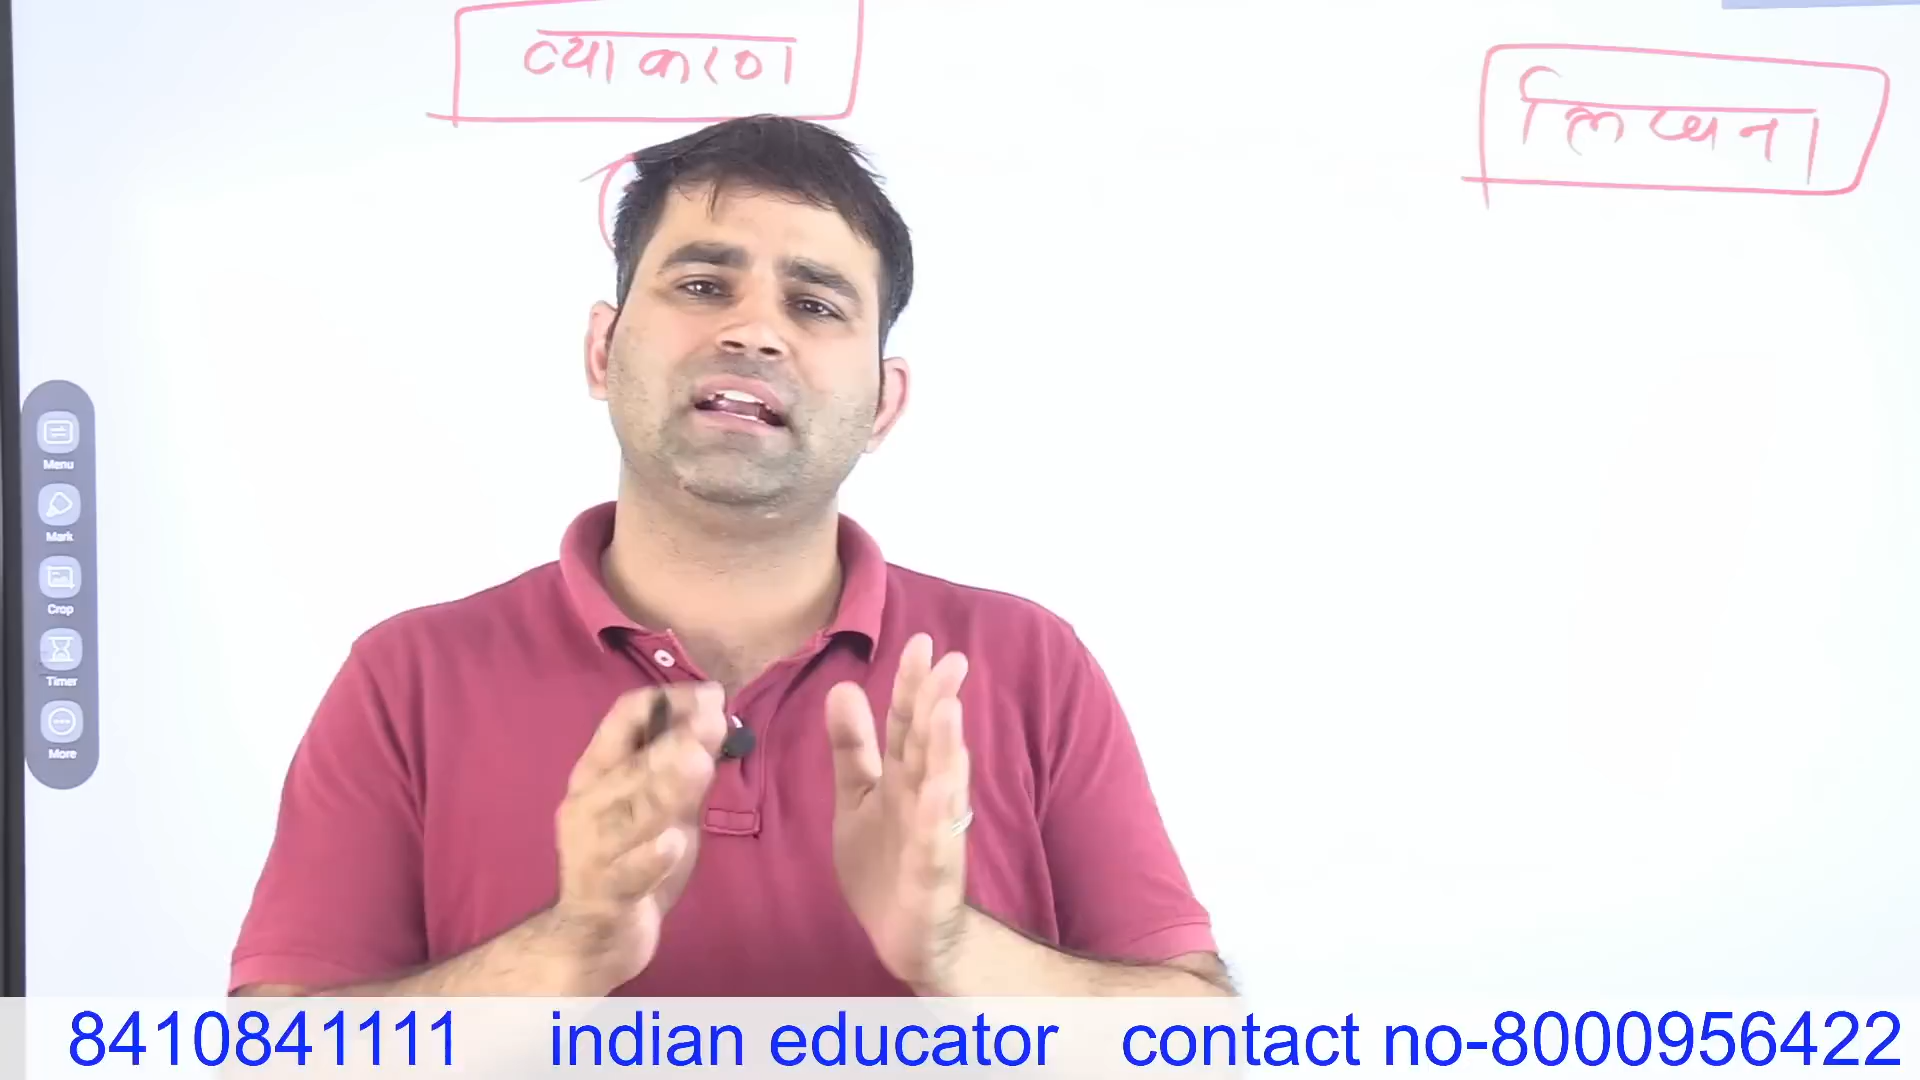 व्याकरण
लिखना
Menu
Mark
Crop
Timer
More
8410841111 indian educator contact no-8000956422